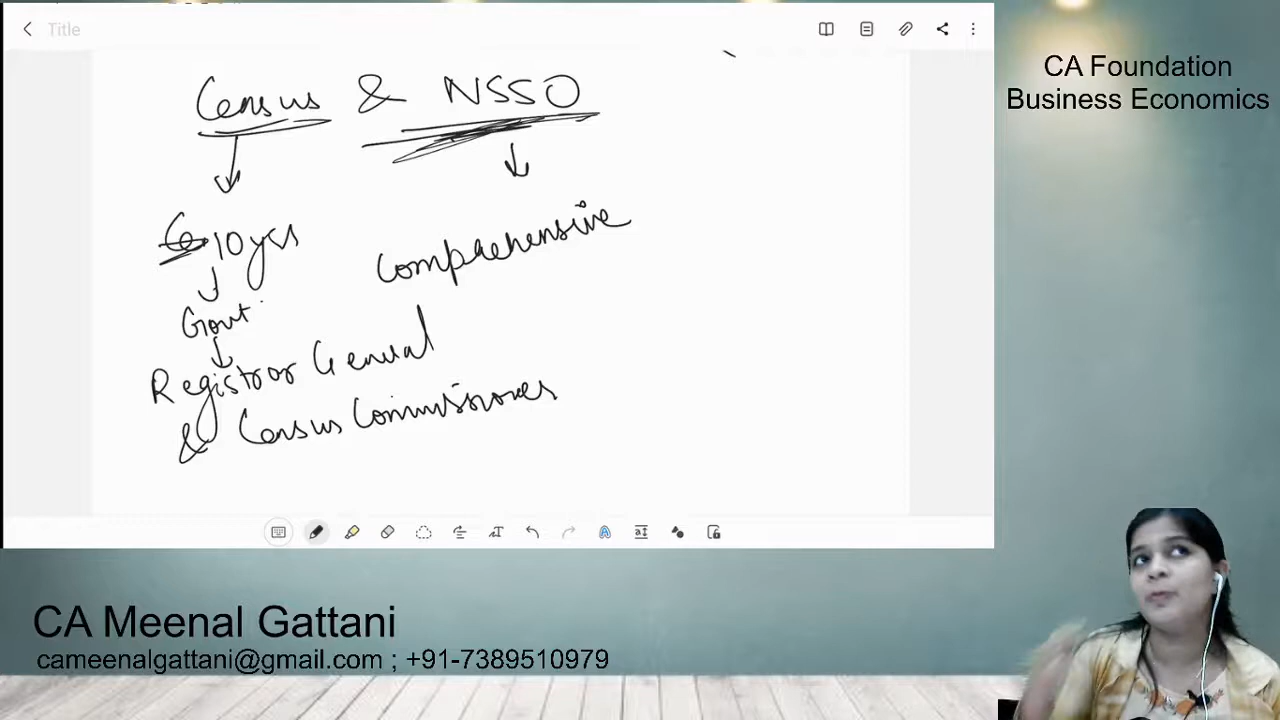 Title
CA Foundation
Business Economics
Census & NSSO
Ce 10 yrs
Comprehensive
Govt
Registrar General
& Census Commissioner
CA Meenal Gattani
cameenalgattani@gmail.com ; +91-7389510979